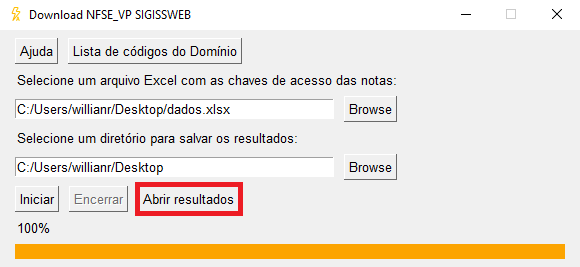 Download NFSE_VP SIGISSWEB
Ajuda Lista de códigos do Domínio
Selecione um arquivo Excel com as chaves de acesso das notas:
C:/Users/willianr/Desktop/dados.xlsx Browse
Selecione um diretório para salvar os resultados:
C:/Users/willianr/Desktop Browse
Iniciar Encerrar Abrir resultados
100%